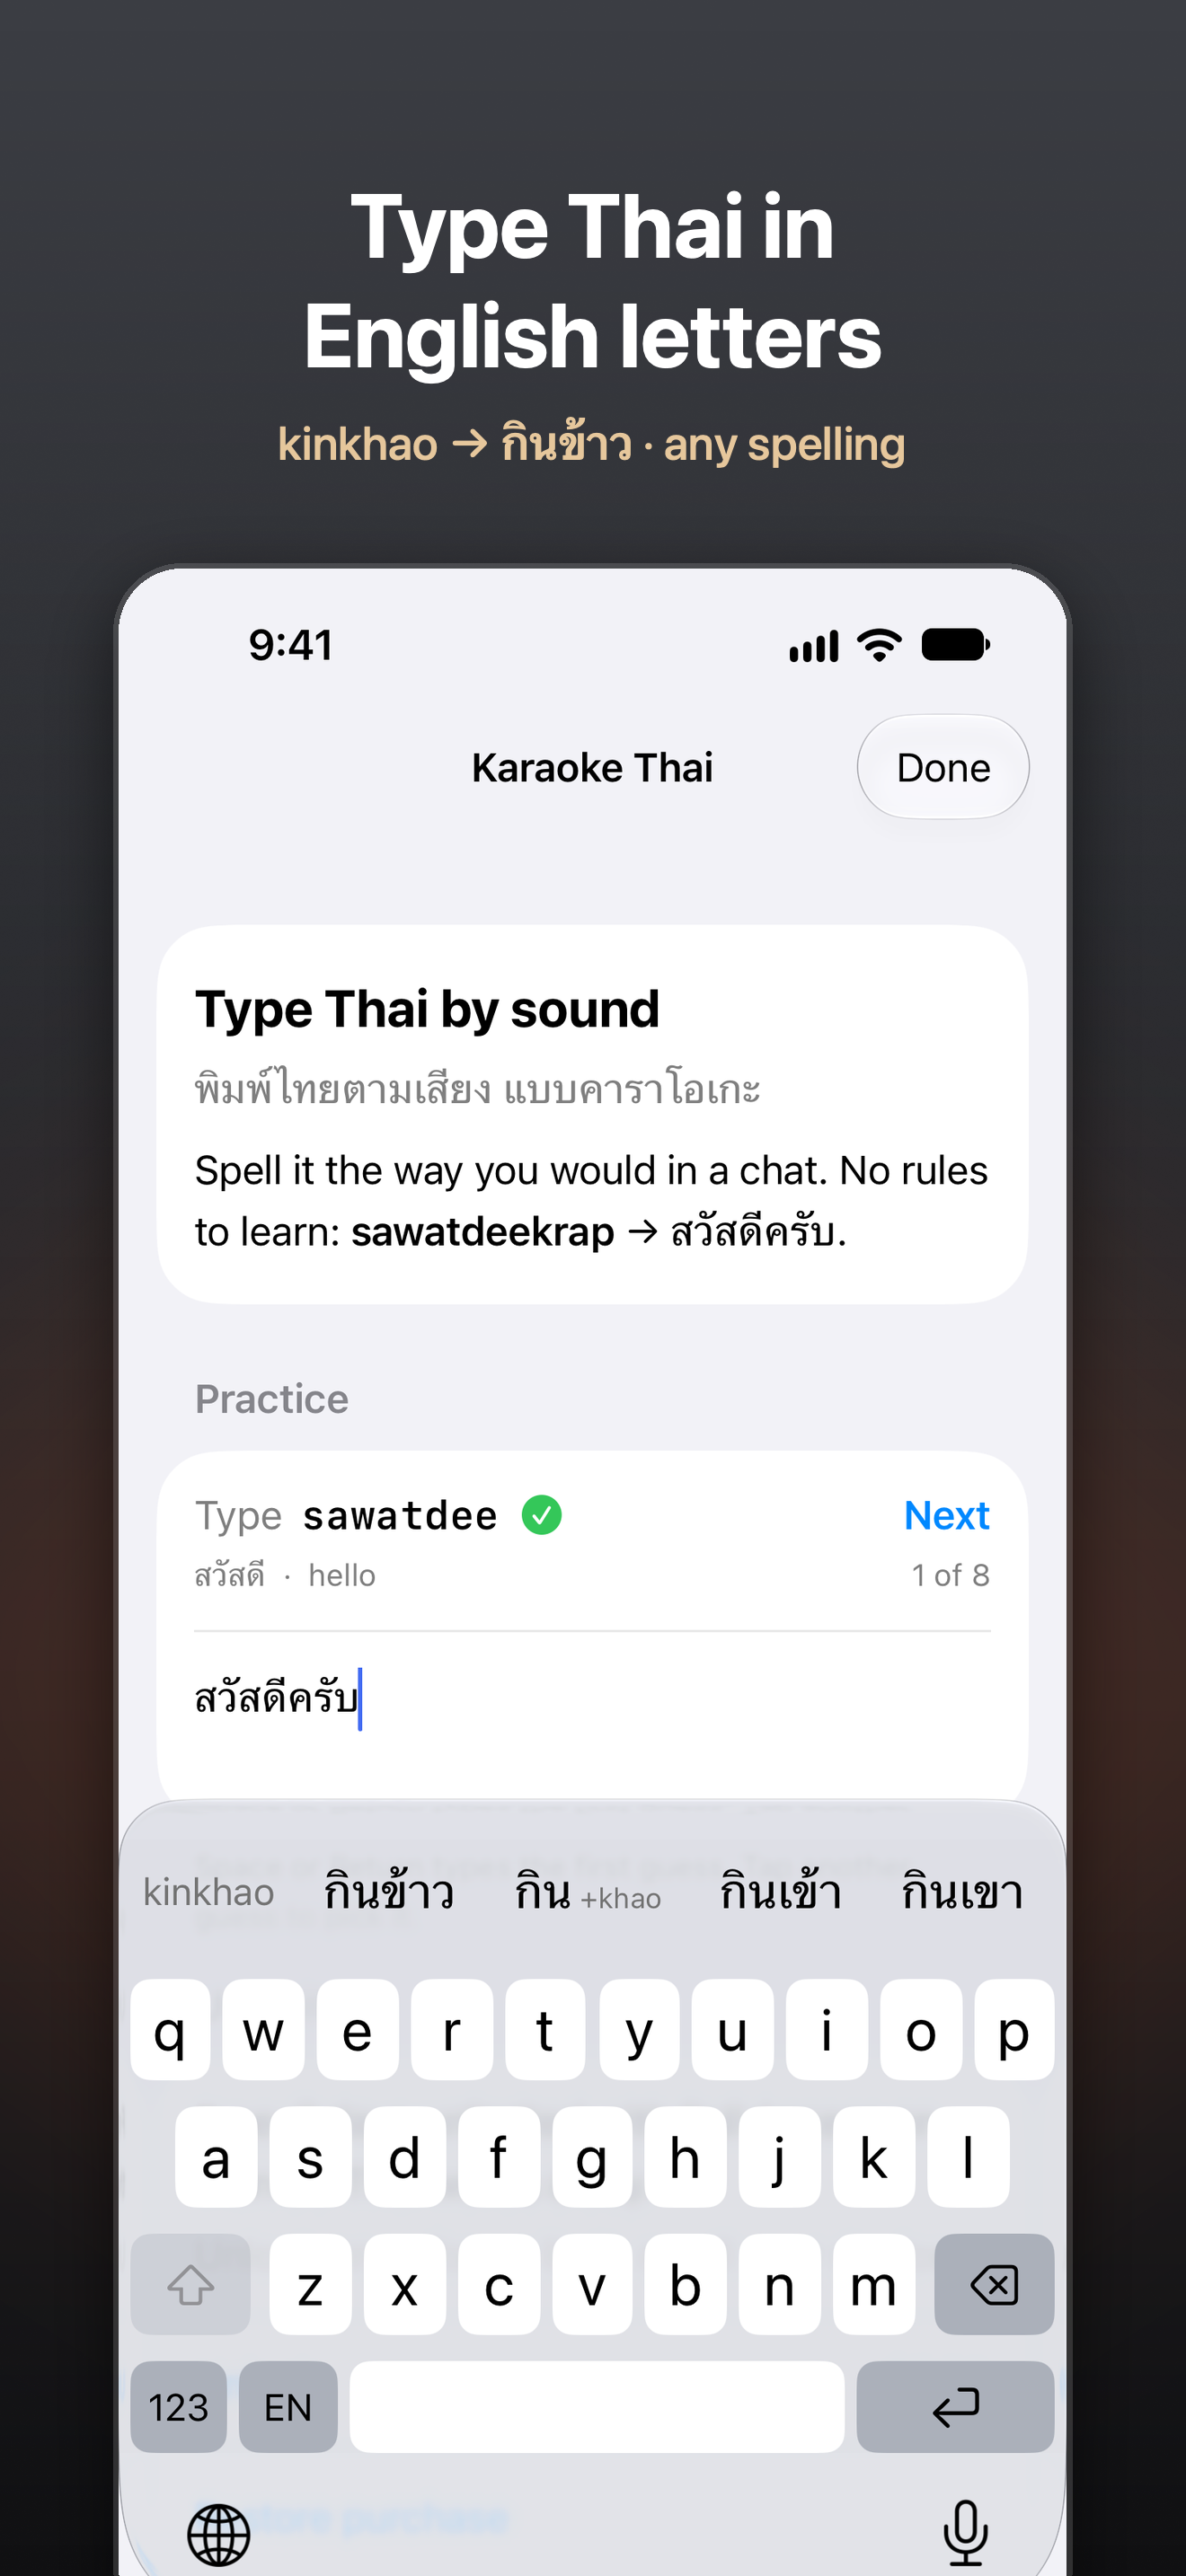 Type Thai in
English letters
kinkhao → กินข้าว · any spelling
9:41
Karaoke Thai
Done
Type Thai by sound
พิมพ์ไทยตามเสียง แบบคาราโอเกะ
Spell it the way you would in a chat. No rules
to learn: sawatdeekrap → สวัสดีครับ.
Practice
Type sawatdee
Next
สวัสดี · hello
1 of 8
สวัสดีครับ
kinkhao กินข้าว กิน +khao กินเข้า กินเขา
q w e r t y u i o p
a s d f g h j k l
z x c v b n m
123 EN